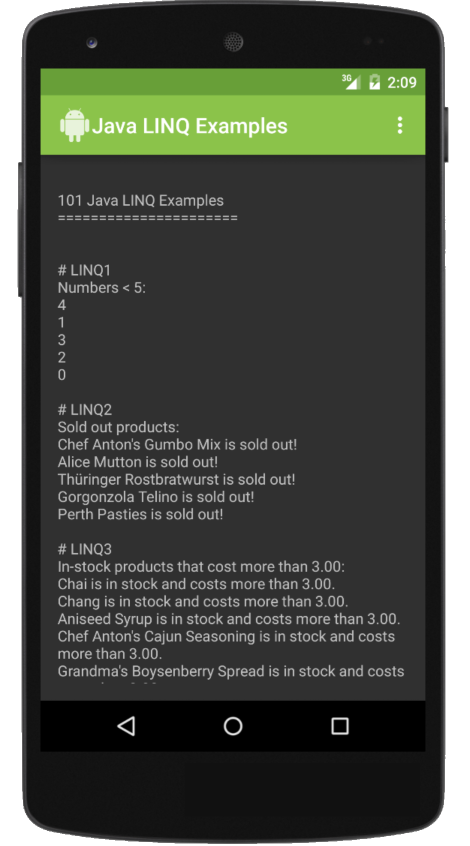 3G 2:09
Java LINQ Examples
101 Java LINQ Examples
======================
# LINQ1
Numbers < 5:
4
1
3
2
0
# LINQ2
Sold out products:
Chef Anton's Gumbo Mix is sold out!
Alice Mutton is sold out!
Thüringer Rostbratwurst is sold out!
Gorgonzola Telino is sold out!
Perth Pasties is sold out!
# LINQ3
In-stock products that cost more than 3.00:
Chai is in stock and costs more than 3.00.
Chang is in stock and costs more than 3.00.
Aniseed Syrup is in stock and costs more than 3.00.
Chef Anton's Cajun Seasoning is in stock and costs
more than 3.00.
Grandma's Boysenberry Spread is in stock and costs